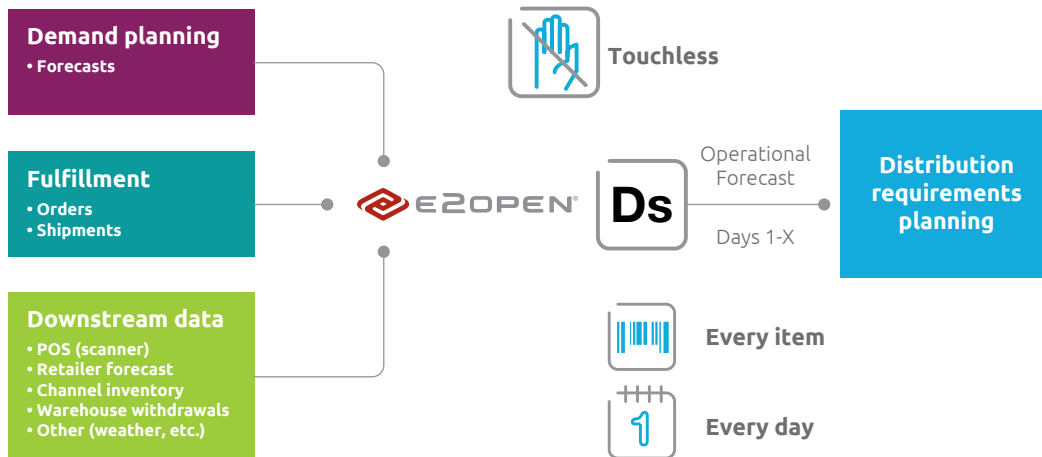 Demand planning
• Forecasts
Fulfillment
• Orders
• Shipments
Downstream data
• POS (scanner)
• Retailer forecast
• Channel inventory
• Warehouse withdrawals
• Other (weather, etc.)
E2OPEN®
Touchless
Ds
Operational
Forecast
Days 1-X
Distribution
requirements
planning
Every item
1
Every day